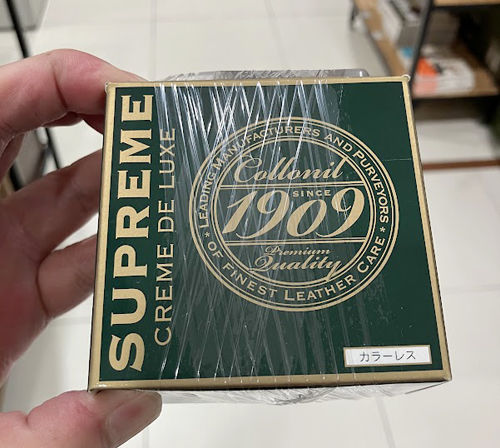 SUPREME
CREME DE LUXE
LEADING MANUFACTURERS AND PURVEYORS
Collonil
SINCE
1909
Premium
Quality
★ OF FINEST LEATHER CARE ★
カラーレス